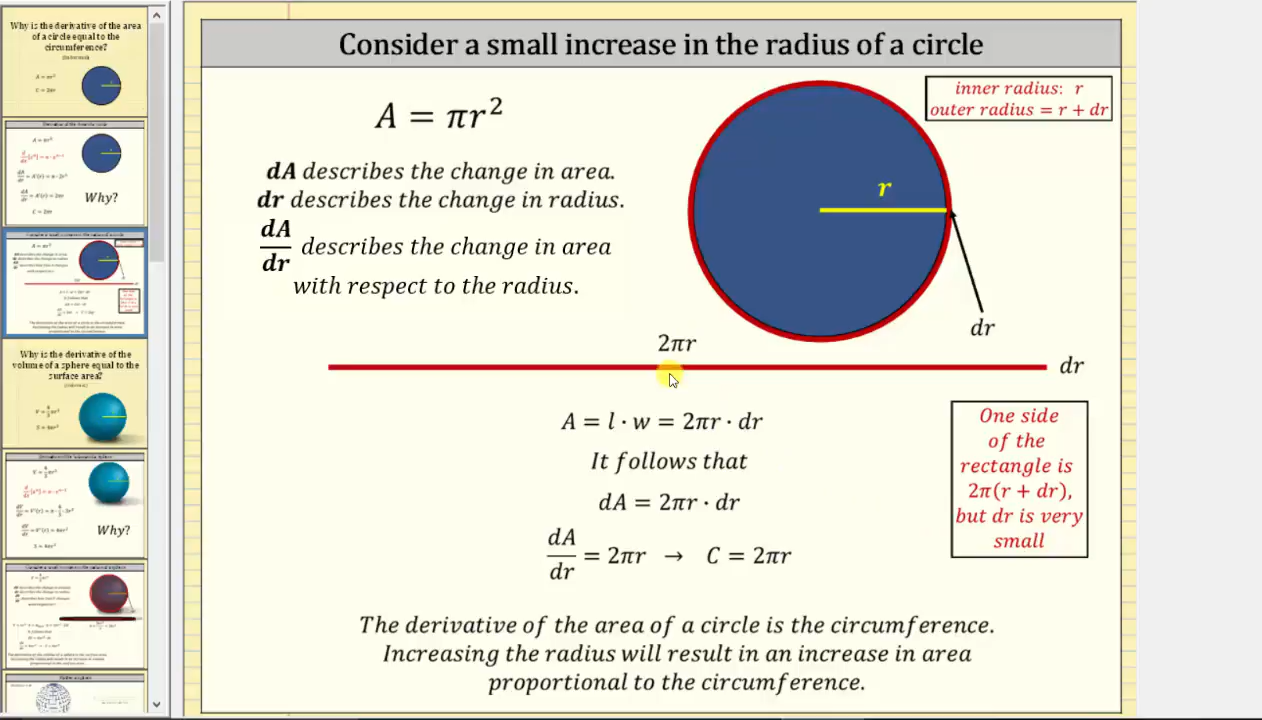 Why is the derivative of the area
of a circle equal to the
circumference?
A = πr²
C = 2πr
Why?
C = 2πr
Why is the derivative of the
volume of a sphere equal to the
surface area?
Why?
Consider a small increase in the radius of a circle
A = πr²
inner radius: r
outer radius = r + dr
dA describes the change in area.
dr describes the change in radius.
dA/dr describes the change in area
with respect to the radius.
r
dr
2πr
dr
A = l · w = 2πr · dr
It follows that
dA = 2πr · dr
dA/dr = 2πr → C = 2πr
One side
of the
rectangle is
2π(r + dr),
but dr is very
small
The derivative of the area of a circle is the circumference.
Increasing the radius will result in an increase in area
proportional to the circumference.